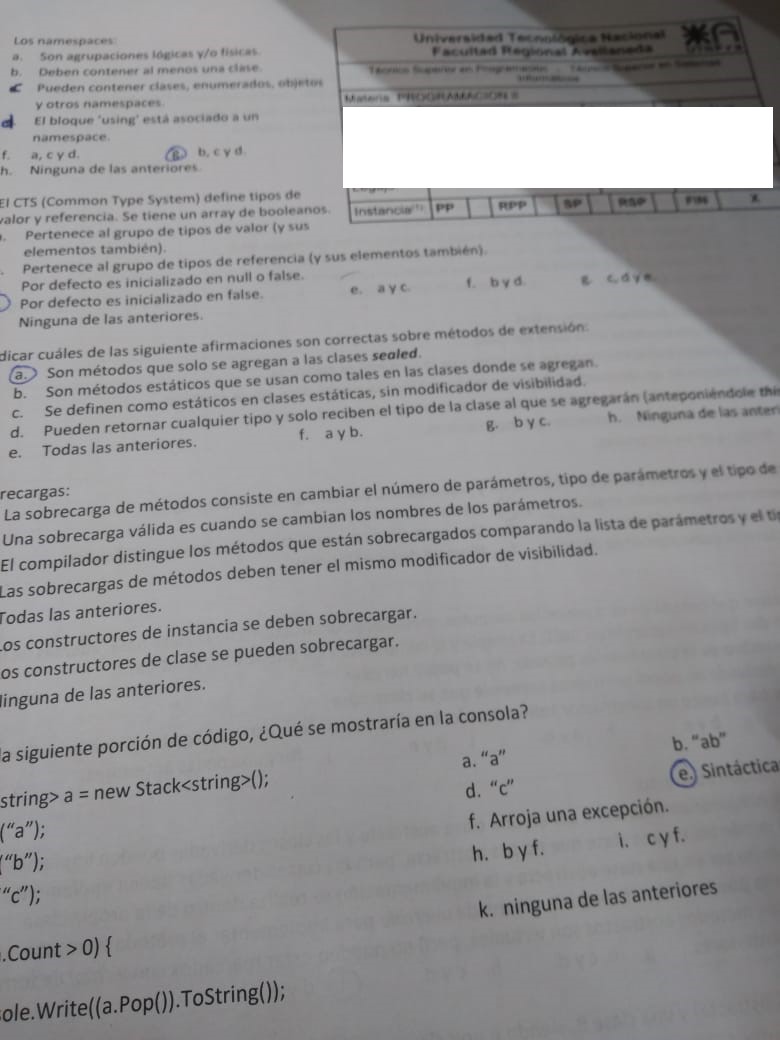 Los namespaces:
a. Son agrupaciones lógicas y/o físicas.
b. Deben contener al menos una clase.
c Pueden contener clases, enumerados, objetos
y otros namespaces.
d. El bloque 'using' está asociado a un
namespace.
f. a, c y d. g. b, c y d.
h. Ninguna de las anteriores.
Universidad Tecnológica Nacional
Facultad Regional Avellaneda
Materia: PROGRAMACIÓN II
Instancia(1): PP RPP SP RSP FIN X
El CTS (Common Type System) define tipos de
valor y referencia. Se tiene un array de booleanos.
. Pertenece al grupo de tipos de valor (y sus
elementos también).
. Pertenece al grupo de tipos de referencia (y sus elementos también).
Por defecto es inicializado en null o false.
Por defecto es inicializado en false. e. a y c. f. b y d. g. c, d y e.
Ninguna de las anteriores.
dicar cuáles de las siguiente afirmaciones son correctas sobre métodos de extensión:
a. Son métodos que solo se agregan a las clases sealed.
b. Son métodos estáticos que se usan como tales en las clases donde se agregan.
c. Se definen como estáticos en clases estáticas, sin modificador de visibilidad.
d. Pueden retornar cualquier tipo y solo reciben el tipo de la clase al que se agregarán (anteponiéndole thi
e. Todas las anteriores. f. a y b. g. b y c. h. Ninguna de las anter
recargas:
La sobrecarga de métodos consiste en cambiar el número de parámetros, tipo de parámetros y el tipo de
Una sobrecarga válida es cuando se cambian los nombres de los parámetros.
El compilador distingue los métodos que están sobrecargados comparando la lista de parámetros y el ti
Las sobrecargas de métodos deben tener el mismo modificador de visibilidad.
Todas las anteriores.
Los constructores de instancia se deben sobrecargar.
os constructores de clase se pueden sobrecargar.
linguna de las anteriores.
la siguiente porción de código, ¿Qué se mostraría en la consola?
string> a = new Stack<string>();
("a");
("b");
"c");
.Count > 0) {
sole.Write((a.Pop()).ToString());
a. "a" b. "ab"
d. "c" e. Sintáctica
f. Arroja una excepción.
h. b y f. i. c y f.
k. ninguna de las anteriores